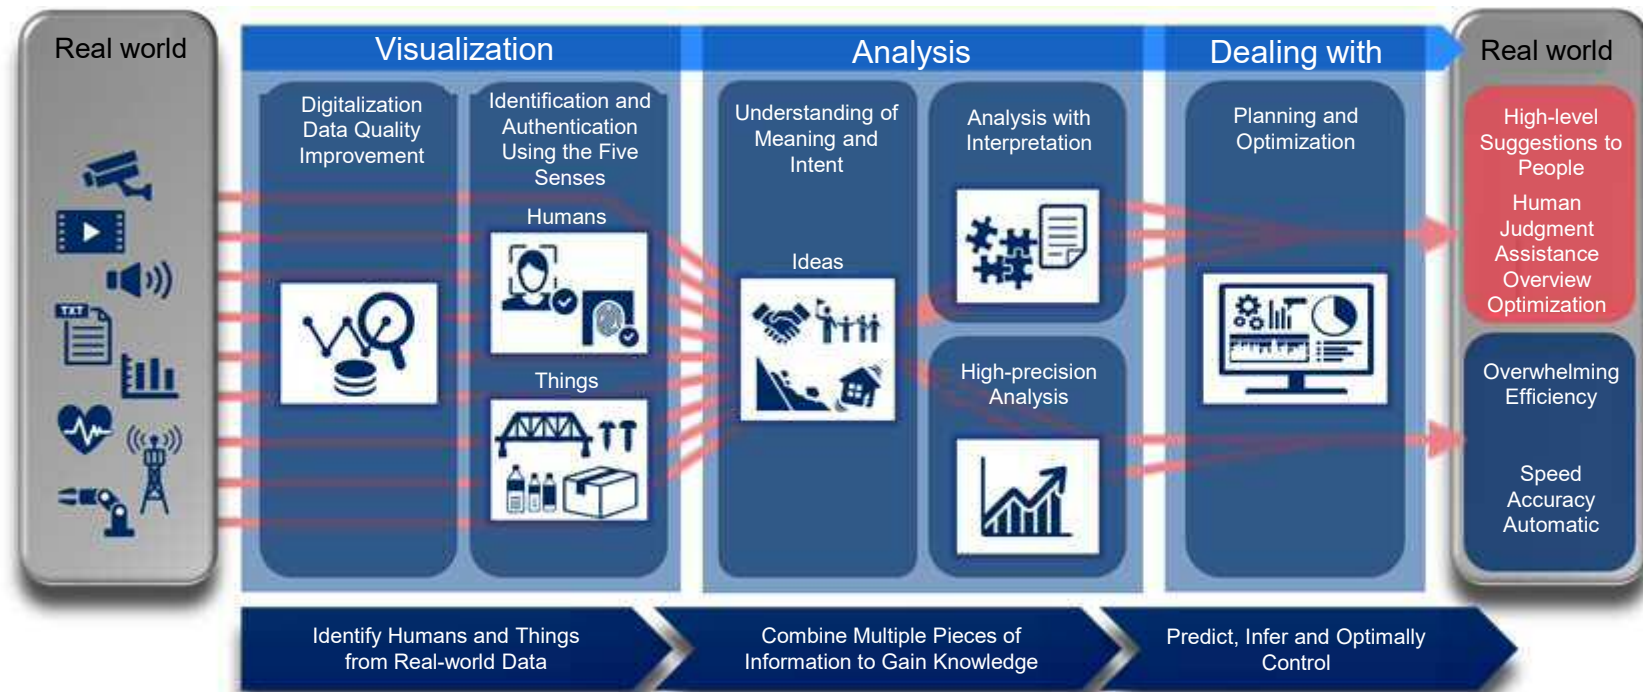 Real world
TXT
Visualization
Digitalization
Data Quality
Improvement
Identification and
Authentication
Using the Five
Senses
Humans
Things
Analysis
Understanding of
Meaning and
Intent
Ideas
Analysis with
Interpretation
High-precision
Analysis
Dealing with
Planning and
Optimization
Real world
High-level
Suggestions to
People
Human
Judgment
Assistance
Overview
Optimization
Overwhelming
Efficiency
Speed
Accuracy
Automatic
Identify Humans and Things
from Real-world Data
Combine Multiple Pieces of
Information to Gain Knowledge
Predict, Infer and Optimally
Control